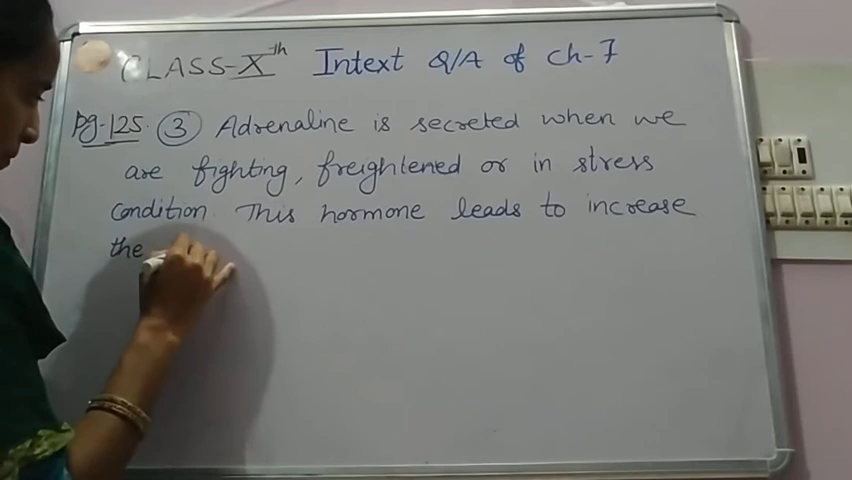 CLASS-Xth Intext Q/A of Ch-7
Pg-125. 3 Adrenaline is secreted when we
are fighting, freightened or in stress
Condition. This hormone leads to increase
the